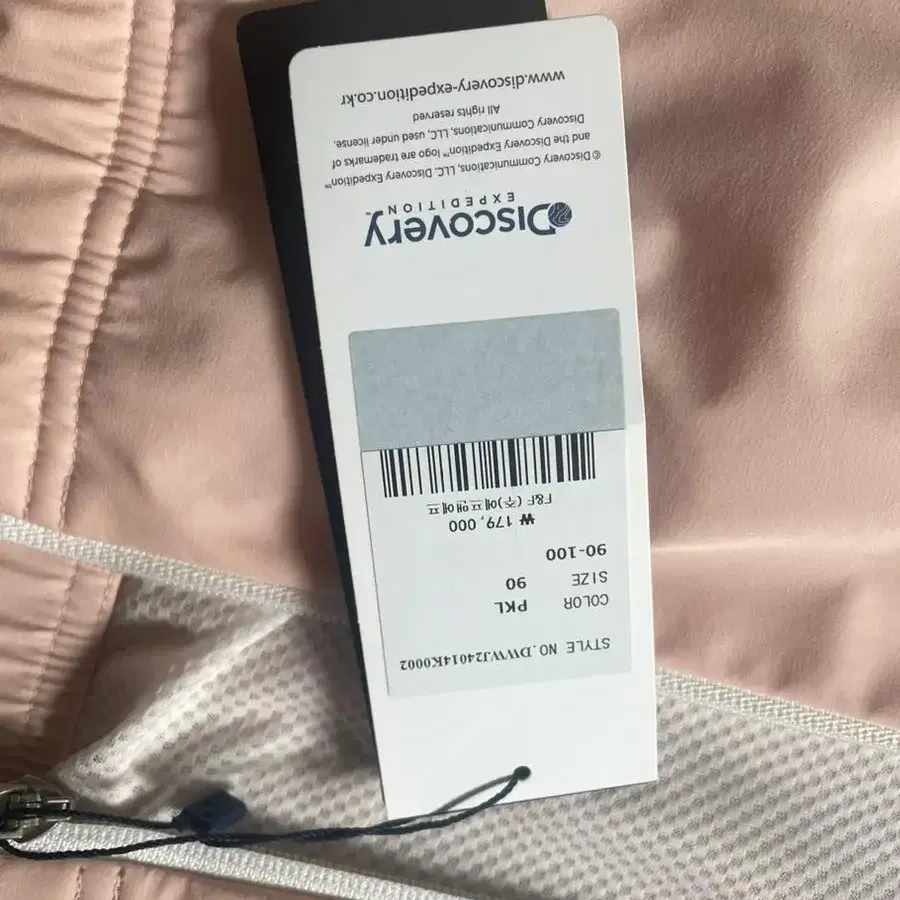 STYLE NO. DWWJ24014K0002
COLOR PKL
SIZE 90
90-100
₩ 179,000
F&F (주)에프앤에프
Discovery
EXPEDITION™
©Discovery Communications, LLC. Discovery Expedition™
and the Discovery Expedition™ logo are trademarks of
Discovery Communications, LLC, used under license.
All rights reserved
www.discovery-expedition.co.kr